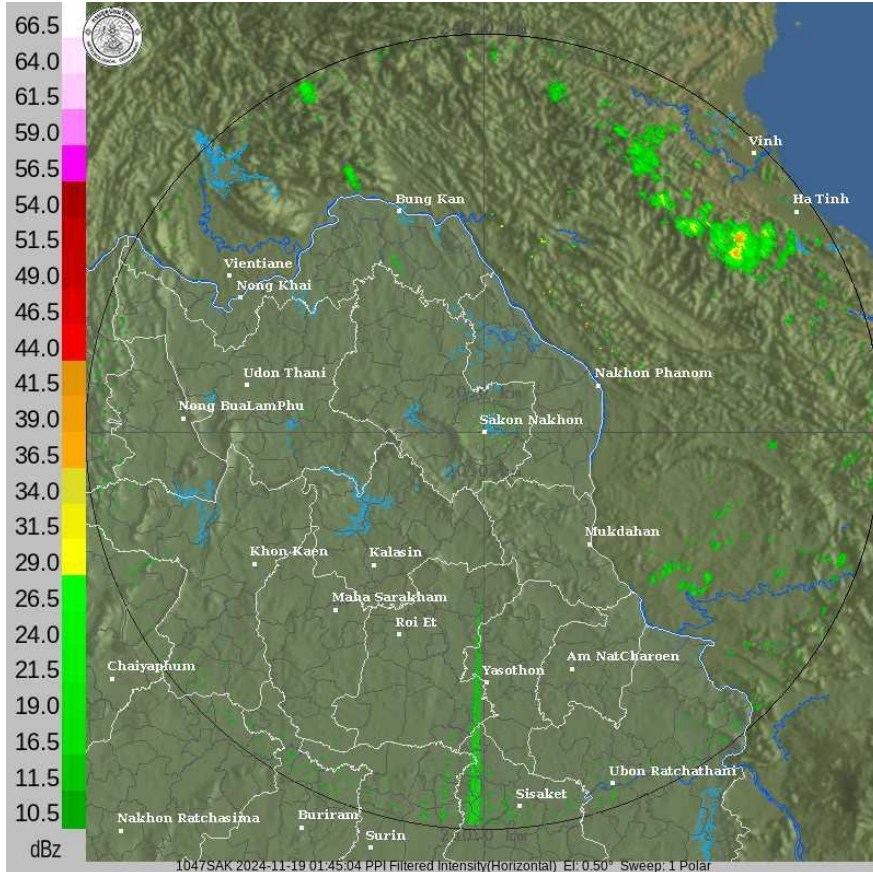 66.5
64.0
61.5
59.0
56.5
54.0
51.5
49.0
46.5
44.0
41.5
39.0
36.5
34.0
31.5
29.0
26.5
24.0
21.5
19.0
16.5
11.5
10.5
dBz
Vinh
Ha Tinh
Bung Kan
Vientiane
Nong Khai
Udon Thani
Nakhon Phanom
Nong BuaLamPhu
Sakon Nakhon
Mukdahan
Khon Kaen
Kalasin
Maha Sarakham
Roi Et
Chaiyaphum
Yasothon
Am NatCharoen
Ubon Ratchathani
Sisaket
Nakhon Ratchasima
Buriram
Surin
1047SAK 2024-11-19 01:45:04 PPI Filtered Intensity(Horizontal) El: 0.50° Sweep: 1 Polar